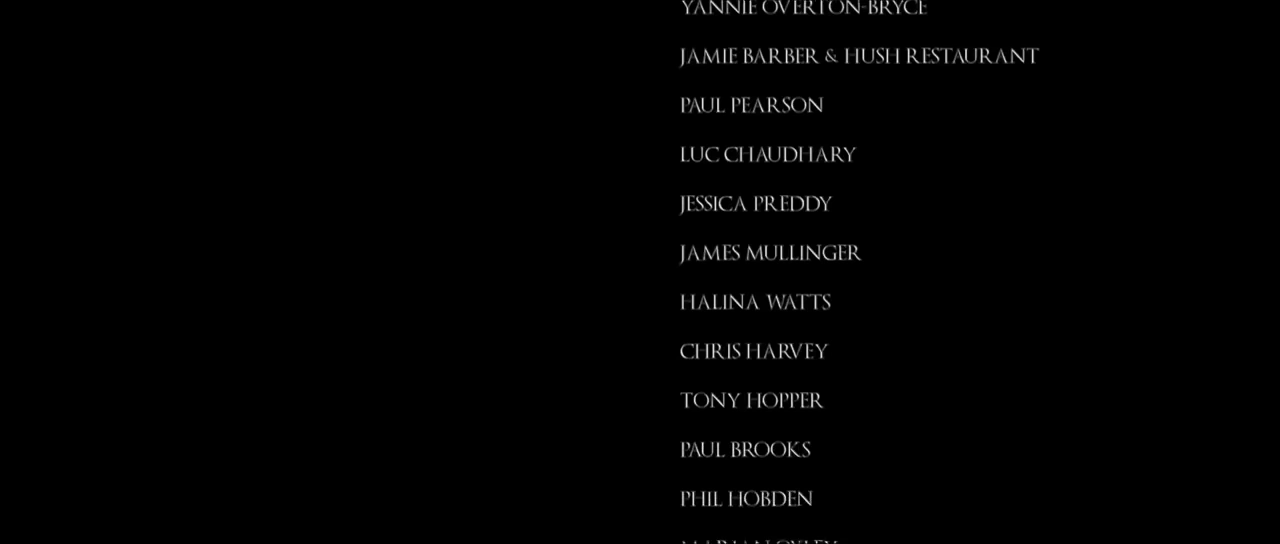 YANNIE OVERTON-BRYCE
JAMIE BARBER & HUSH RESTAURANT
PAUL PEARSON
LUC CHAUDHARY
JESSICA PREDDY
JAMES MULLINGER
HALINA WATTS
CHRIS HARVEY
TONY HOPPER
PAUL BROOKS
PHIL HOBDEN